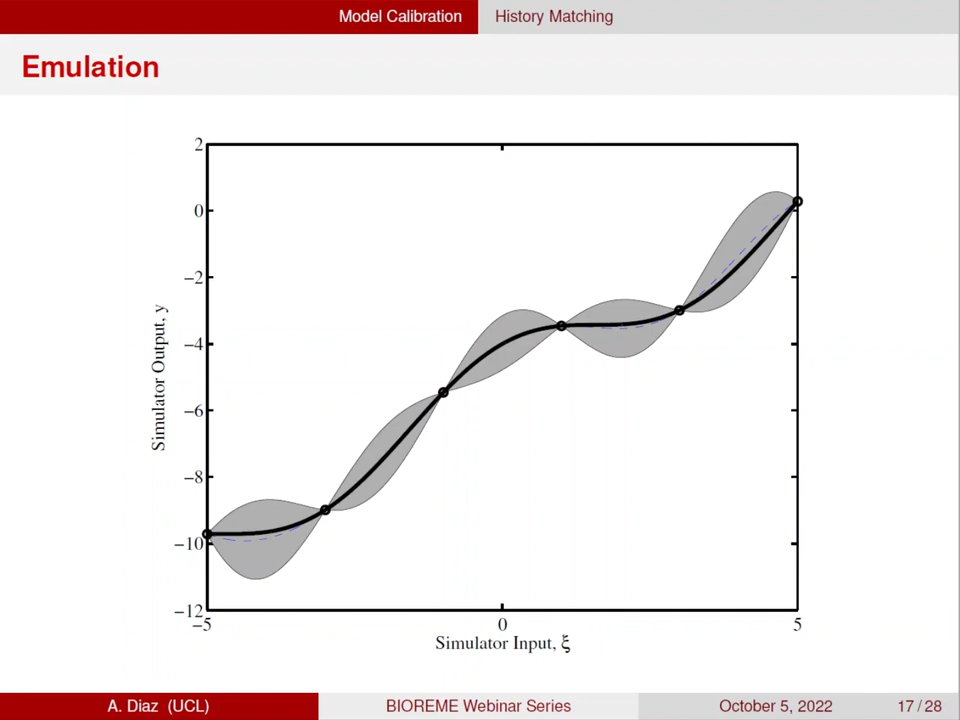 Model Calibration History Matching
Emulation
2
0
−2
−4
−6
−8
−10
−12
Simulator Output, y
−5 0 5
Simulator Input, ξ
A. Diaz (UCL) BIOREME Webinar Series October 5, 2022 17 / 28